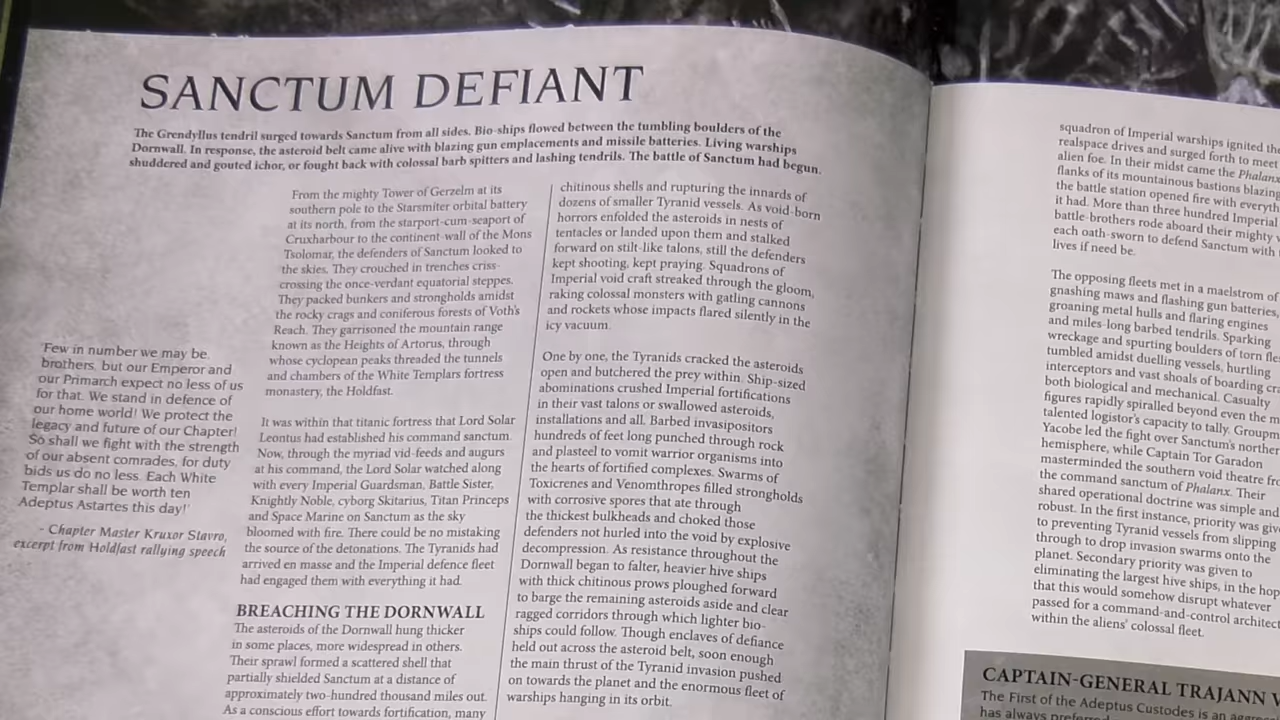 SANCTUM DEFIANT
The Grendyllus tendril surged towards Sanctum from all sides. Bio-ships flowed between the tumbling boulders of the
Dornwall. In response, the asteroid belt came alive with blazing gun emplacements and missile batteries. Living warships
shuddered and gouted ichor, or fought back with colossal barb spitters and lashing tendrils. The battle of Sanctum had begun.
'Few in number we may be,
brothers, but our Emperor and
our Primarch expect no less of us
for that. We stand in defence of
our home world! We protect the
legacy and future of our Chapter!
So shall we fight with the strength
of our absent comrades, for duty
bids us do no less. Each White
Templar shall be worth ten
Adeptus Astartes this day!'
- Chapter Master Kruxor Stavro,
excerpt from Holdfast rallying speech
From the mighty Tower of Gerzelm at its
southern pole to the Starsmiter orbital battery
at its north, from the starport-cum-seaport of
Cruxharbour to the continent-wall of the Mons
Tsolomar, the defenders of Sanctum looked to
the skies. They crouched in trenches criss-
crossing the once-verdant equatorial steppes.
They packed bunkers and strongholds amidst
the rocky crags and coniferous forests of Voth's
Reach. They garrisoned the mountain range
known as the Heights of Artorus, through
whose cyclopean peaks threaded the tunnels
and chambers of the White Templars fortress
monastery, the Holdfast.
It was within that titanic fortress that Lord Solar
Leontus had established his command sanctum.
Now, through the myriad vid-feeds and augurs
at his command, the Lord Solar watched along
with every Imperial Guardsman, Battle Sister,
Knightly Noble, cyborg Skitarius, Titan Princeps
and Space Marine on Sanctum as the sky
bloomed with fire. There could be no mistaking
the source of the detonations. The Tyranids had
arrived en masse and the Imperial defence fleet
had engaged them with everything it had.
BREACHING THE DORNWALL
The asteroids of the Dornwall hung thicker
in some places, more widespread in others.
Their sprawl formed a scattered shell that
partially shielded Sanctum at a distance of
approximately two-hundred thousand miles out.
As a conscious effort towards fortification, many
chitinous shells and rupturing the innards of
dozens of smaller Tyranid vessels. As void-born
horrors enfolded the asteroids in nests of
tentacles or landed upon them and stalked
forward on stilt-like talons, still the defenders
kept shooting, kept praying. Squadrons of
Imperial void craft streaked through the gloom,
raking colossal monsters with gatling cannons
and rockets whose impacts flared silently in the
icy vacuum.
One by one, the Tyranids cracked the asteroids
open and butchered the prey within. Ship-sized
abominations crushed Imperial fortifications
in their vast talons or swallowed asteroids,
installations and all. Barbed invasipositors
hundreds of feet long punched through rock
and plasteel to vomit warrior organisms into
the hearts of fortified complexes. Swarms of
Toxicrenes and Venomthropes filled strongholds
with corrosive spores that ate through
the thickest bulkheads and choked those
defenders not hurled into the void by explosive
decompression. As resistance throughout the
Dornwall began to falter, heavier hive ships
with thick chitinous prows ploughed forward
to barge the remaining asteroids aside and clear
ragged corridors through which lighter bio-
ships could follow. Though enclaves of defiance
held out across the asteroid belt, soon enough
the main thrust of the Tyranid invasion pushed
on towards the planet and the enormous fleet of
warships hanging in its orbit.
squadron of Imperial warships ignited the
realspace drives and surged forth to meet
alien foe. In their midst came the Phalanx
flanks of its mountainous bastions blazing
the battle station opened fire with everyth
it had. More than three hundred Imperial
battle-brothers rode aboard their mighty
each oath-sworn to defend Sanctum with
lives if need be.
The opposing fleets met in a maelstrom of
gnashing maws and flashing gun batteries,
groaning metal hulls and flaring engines
and miles-long barbed tendrils. Sparking
wreckage and spurting boulders of torn fle
tumbled amidst duelling vessels, hurtling
interceptors and vast shoals of boarding cra
both biological and mechanical. Casualty
figures rapidly spiralled beyond even the m
talented logistor's capacity to tally. Groupm
Yacobe led the fight over Sanctum's northern
hemisphere, while Captain Tor Garadon
masterminded the southern void theatre fro
the command sanctum of Phalanx. Their
shared operational doctrine was simple and
robust. In the first instance, priority was give
to preventing Tyranid vessels from slipping
through to drop invasion swarms onto the
planet. Secondary priority was given to
eliminating the largest hive ships, in the hop
that this would somehow disrupt whatever
passed for a command-and-control architect
within the aliens' colossal fleet.
CAPTAIN-GENERAL TRAJANN V
The First of the Adeptus Custodes is an
has always